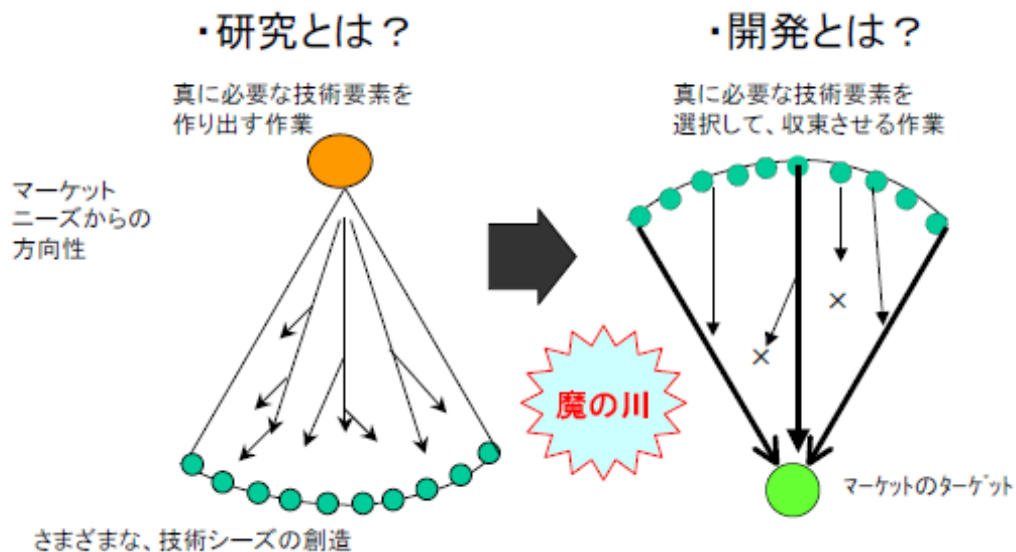 ・研究とは？
真に必要な技術要素を
作り出す作業
マーケット
ニーズからの
方向性
さまざまな、技術シーズの創造
魔の川
・開発とは？
真に必要な技術要素を
選択して、収束させる作業
×
×
マーケットのﾀｰｹﾞｯﾄ